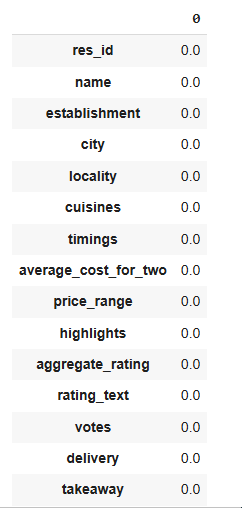 0
res_id 0.0
name 0.0
establishment 0.0
city 0.0
locality 0.0
cuisines 0.0
timings 0.0
average_cost_for_two 0.0
price_range 0.0
highlights 0.0
aggregate_rating 0.0
rating_text 0.0
votes 0.0
delivery 0.0
takeaway 0.0